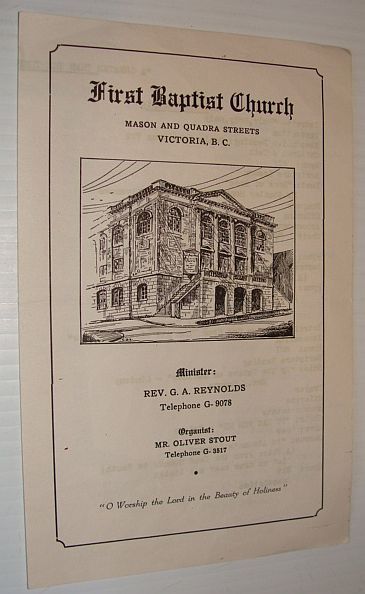 First Baptist Church
MASON AND QUADRA STREETS
VICTORIA, B. C.
Minister:
REV. G. A. REYNOLDS
Telephone G- 9078
Organist:
MR. OLIVER STOUT
Telephone G- 3517
"O Worship the Lord in the Beauty of Holiness"